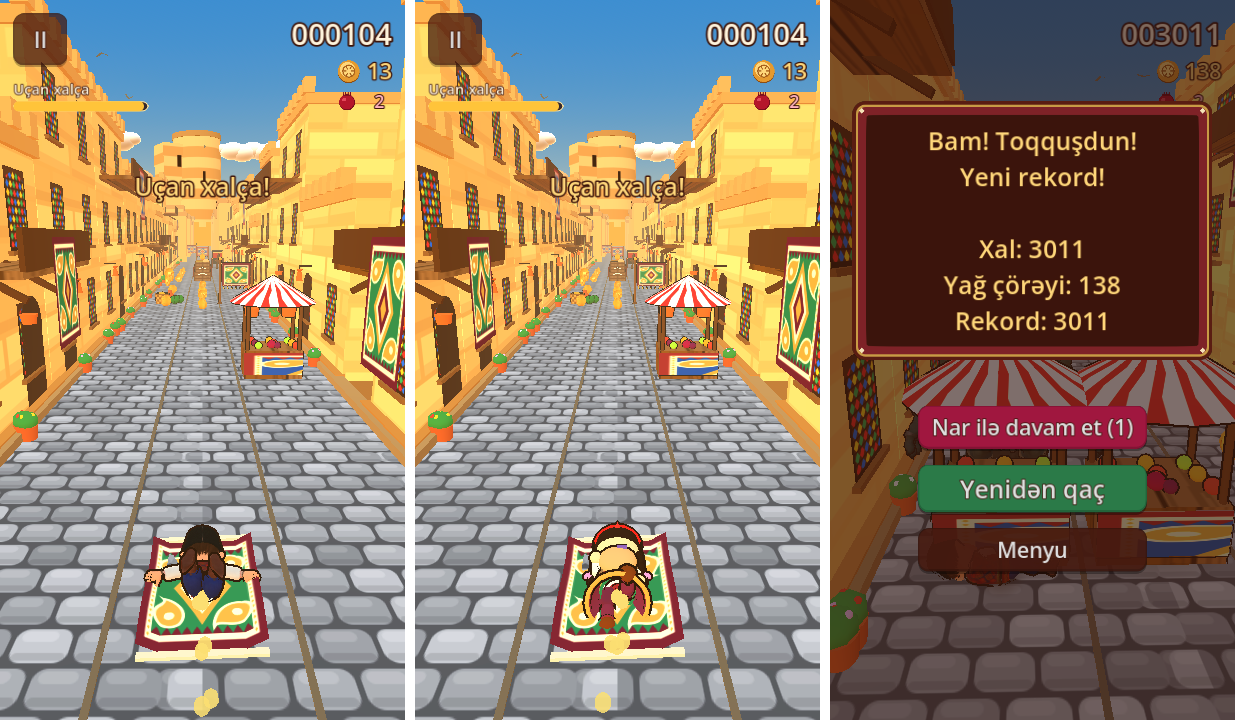 000104
13
Uçan xalça
2
Uçan xalça!
000104
13
Uçan xalça
2
Uçan xalça!
003011
138
Bam! Toqquşdun!
Yeni rekord!
Xal: 3011
Yağ çörəyi: 138
Rekord: 3011
Nar ilə davam et (1)
Yenidən qaç
Menyu